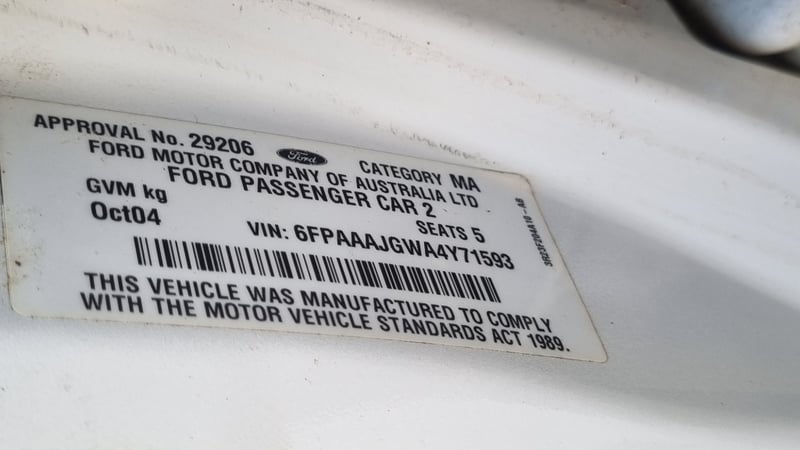 APPROVAL No. 29206 Ford CATEGORY MA
FORD MOTOR COMPANY OF AUSTRALIA LTD
FORD PASSENGER CAR 2
GVM kg SEATS 5
Oct04 VIN: 6FPAAAJGWA4Y71593
THIS VEHICLE WAS MANUFACTURED TO COMPLY
WITH THE MOTOR VEHICLE STANDARDS ACT 1989.